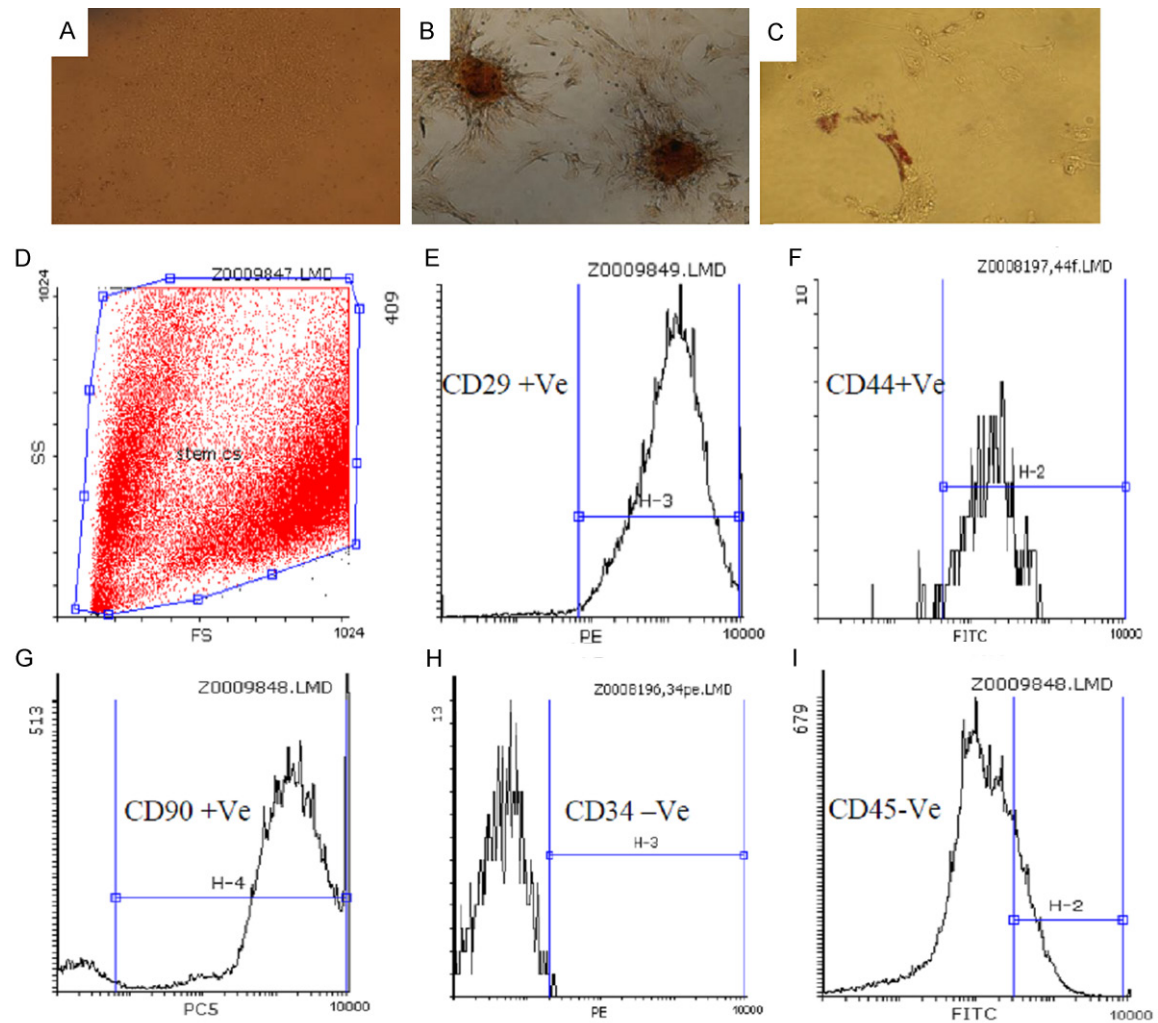 A
B
C
D
Z0009847.LMD
1024
SS
stem cs
FS
1024
E
Z0009849.LMD
409
CD29 +Ve
H-3
PE
10000
F
Z0008197,44f.LMD
10
CD44+Ve
H-2
FITC
1000
G
Z0009848.LMD
513
CD90 +Ve
H-4
PC5
10000
H
Z0008196,34pe.LMD
13
CD34 –Ve
H-3
PE
10000
I
Z0009848.LMD
679
CD45-Ve
H-2
FITC
10000